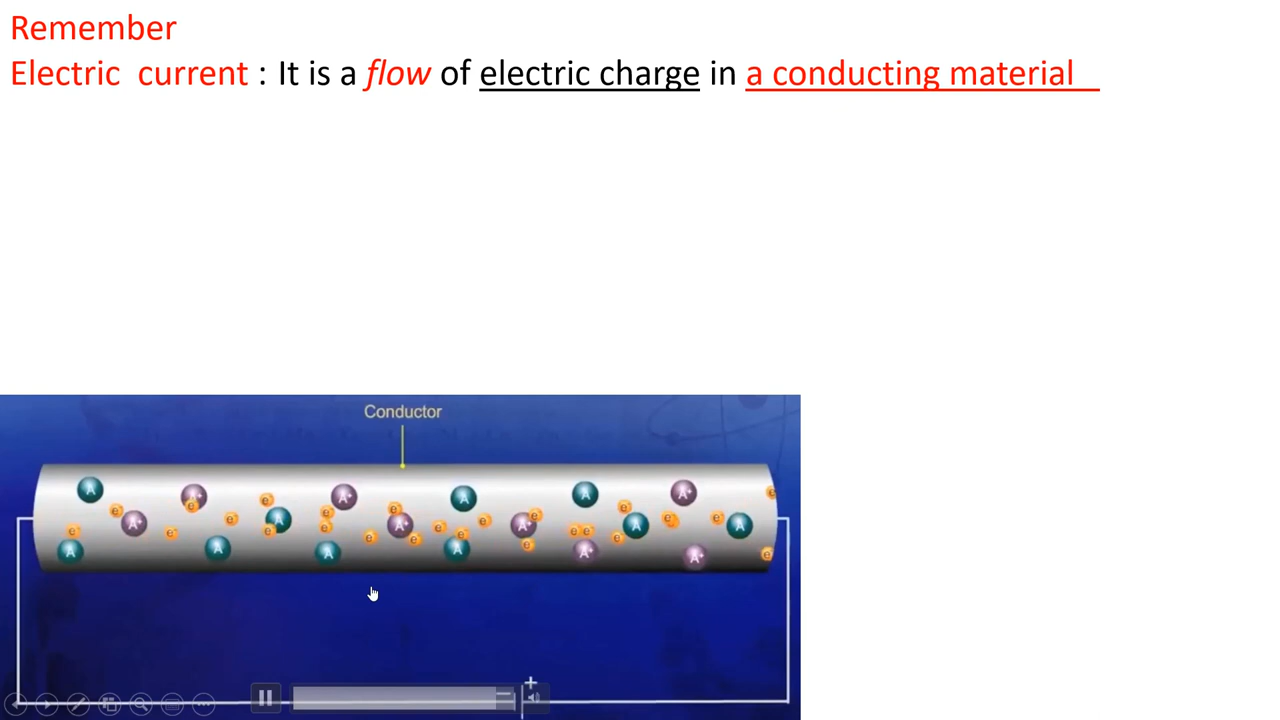 Remember
Electric current : It is a flow of electric charge in a conducting material
Conductor
A A⁺ A⁺ A A A⁺ e
e e e e e e e
A⁺ e e A e A⁺ e e A⁺ e A e A
e e e e e e e e e
A A A A A⁺ A⁺ e
− +